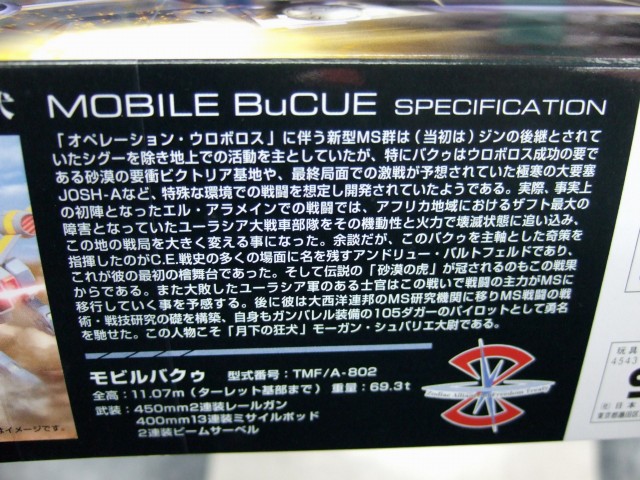 MOBILE BuCUE SPECIFICATION
「オペレーション・ウロボロス」に伴う新型MS群は(当初は)ジンの後継とされて
いたシグーを除き地上での活動を主としていたが、特にバクゥはウロボロス成功の要で
ある砂漠の要衝ビクトリア基地や、最終局面での激戦が予想されていた極寒の大要塞
JOSH-Aなど、特殊な環境での戦闘を想定し開発されていたようである。実際、事実上
の初陣となったエル・アラメインでの戦闘では、アフリカ地域におけるザフト最大の
障害となっていたユーラシア大戦車部隊をその機動性と火力で壊滅状態に追い込み、
この地の戦局を大きく変える事になった。余談だが、このバクゥを主軸とした奇策を
指揮したのがC.E.戦史の多くの場面に名を残すアンドリュー・バルトフェルドであり、
これが彼の最初の檜舞台であった。そして伝説の「砂漠の虎」が冠されるのもこの戦果
からである。また大敗したユーラシア軍のある士官はこの戦いで戦闘の主力がMSに
移行していく事を予感する。後に彼は大西洋連邦のMS研究機関に移りMS戦闘の戦
術・戦技研究の礎を構築、自身もガンバレル装備の105ダガーのパイロットとして勇名
を馳せた。この人物こそ「月下の狂犬」モーガン・シュバリエ大尉である。
モビルバクゥ 型式番号:TMF/A-802
全高:11.07m(ターレット基部まで) 重量:69.3t
武装:450mm2連装レールガン
400mm13連装ミサイルポッド
2連装ビームサーベル
はイメージです。
4543
日本
東京都